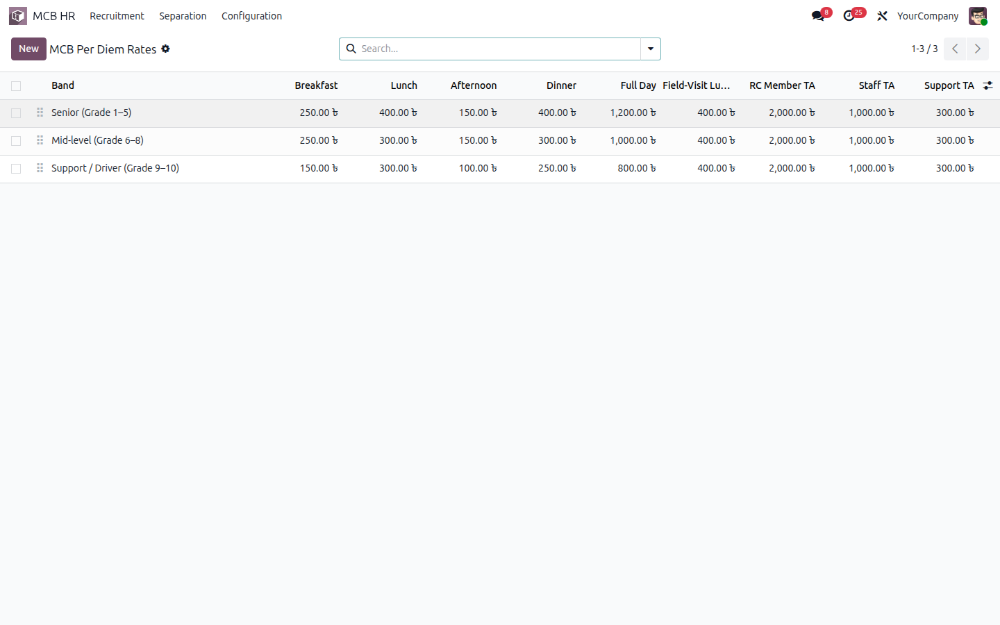 MCB HR Recruitment Separation Configuration 8 25 YourCompany
New MCB Per Diem Rates Search... 1-3 / 3
Band Breakfast Lunch Afternoon Dinner Full Day Field-Visit Lu... RC Member TA Staff TA Support TA
Senior (Grade 1–5) 250.00 ৳ 400.00 ৳ 150.00 ৳ 400.00 ৳ 1,200.00 ৳ 400.00 ৳ 2,000.00 ৳ 1,000.00 ৳ 300.00 ৳
Mid-level (Grade 6–8) 250.00 ৳ 300.00 ৳ 150.00 ৳ 300.00 ৳ 1,000.00 ৳ 400.00 ৳ 2,000.00 ৳ 1,000.00 ৳ 300.00 ৳
Support / Driver (Grade 9–10) 150.00 ৳ 300.00 ৳ 100.00 ৳ 250.00 ৳ 800.00 ৳ 400.00 ৳ 2,000.00 ৳ 1,000.00 ৳ 300.00 ৳